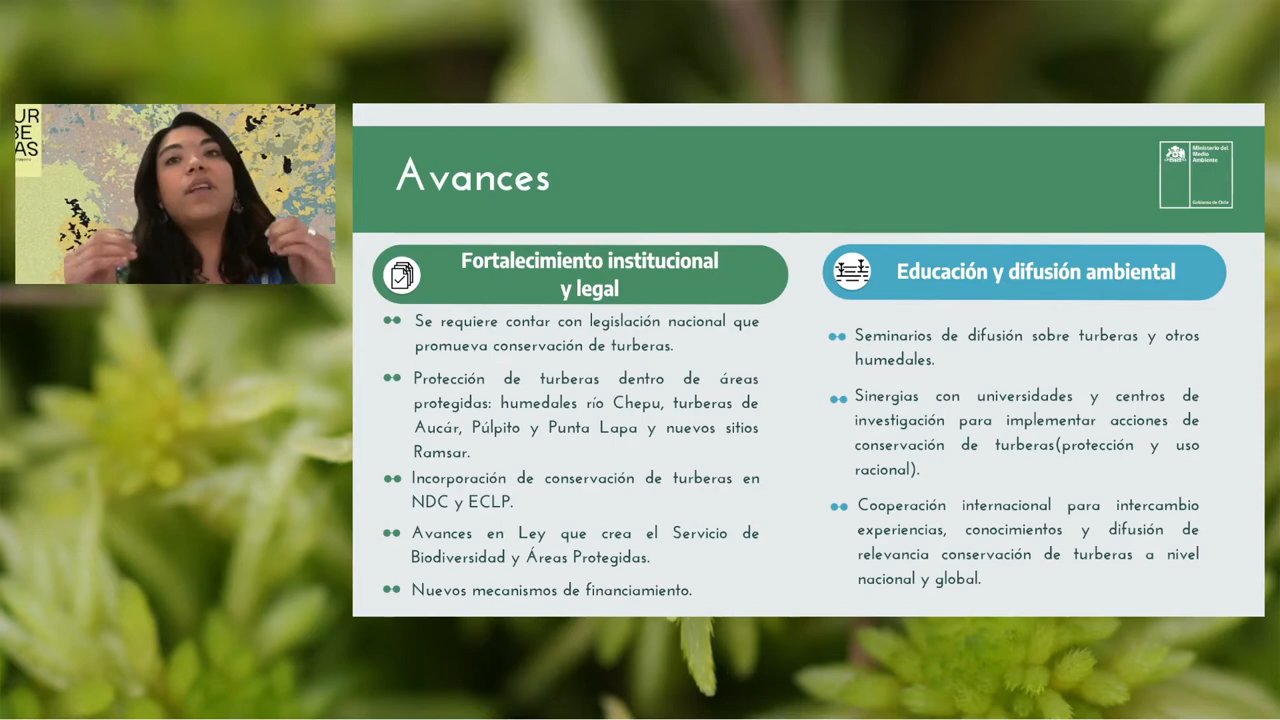 UR
BE
AS
Avances
Ministerio del
Medio
Ambiente
Gobierno de Chile
Fortalecimiento institucional
y legal
Se requiere contar con legislación nacional que
promueva conservación de turberas.
Protección de turberas dentro de áreas
protegidas: humedales río Chepu, turberas de
Aucár, Púlpito y Punta Lapa y nuevos sitios
Ramsar.
Incorporación de conservación de turberas en
NDC y ECLP.
Avances en Ley que crea el Servicio de
Biodiversidad y Áreas Protegidas.
Nuevos mecanismos de financiamiento.
Educación y difusión ambiental
Seminarios de difusión sobre turberas y otros
humedales.
Sinergias con universidades y centros de
investigación para implementar acciones de
conservación de turberas(protección y uso
racional).
Cooperación internacional para intercambio
experiencias, conocimientos y difusión de
relevancia conservación de turberas a nivel
nacional y global.